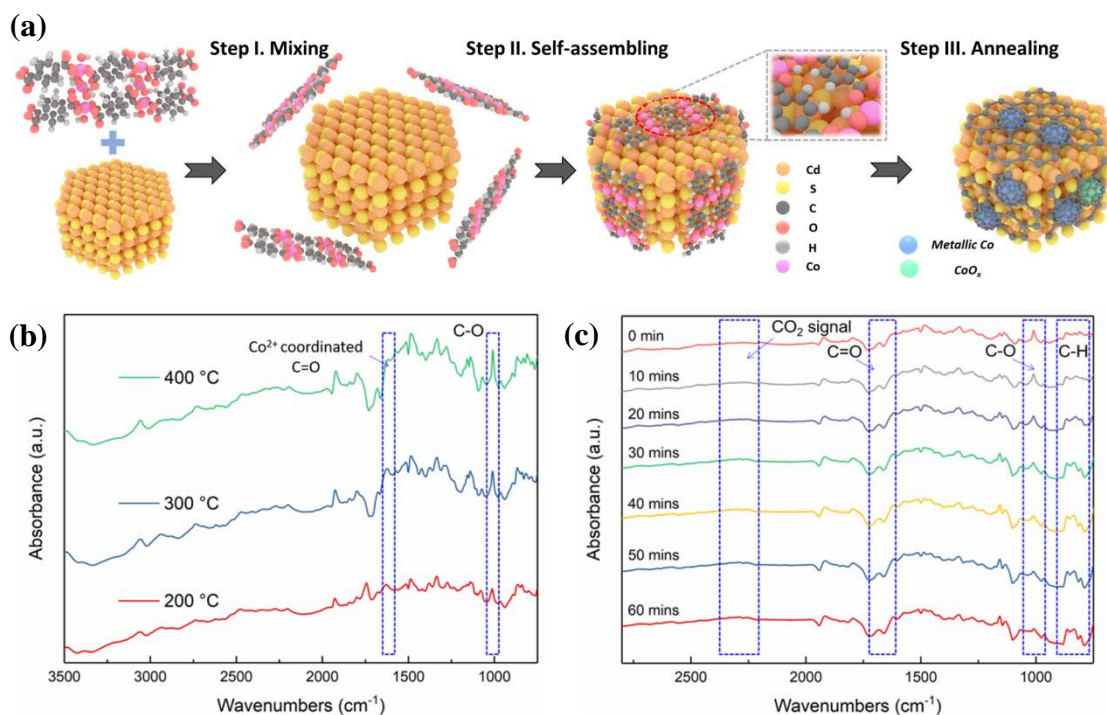 (a)
Step I. Mixing
Step II. Self-assembling
Step III. Annealing
Cd
S
C
O
H
Co
Metallic Co
CoOₓ
(b)
C-O
Co²⁺ coordinated
C=O
400 °C
300 °C
200 °C
Absorbance (a.u.)
3500 3000 2500 2000 1500 1000
Wavenumbers (cm⁻¹)
(c)
0 min
CO₂ signal
C=O
C-O
C-H
10 mins
20 mins
30 mins
40 mins
50 mins
60 mins
Absorbance (a.u.)
2500 2000 1500 1000
Wavenumbers (cm⁻¹)